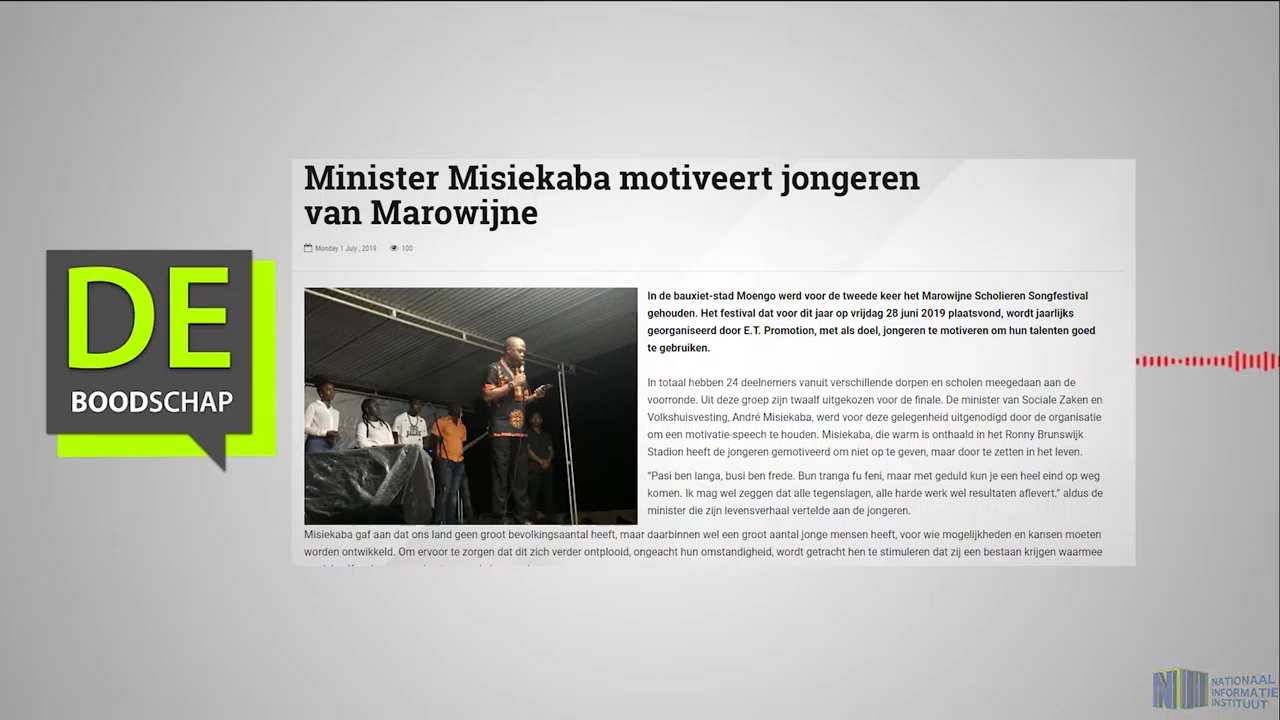 DE
BOODSCHAP
Minister Misiekaba motiveert jongeren
van Marowijne
Monday 1 July , 2019 100
In de bauxiet-stad Moengo werd voor de tweede keer het Marowijne Scholieren Songfestival
gehouden. Het festival dat voor dit jaar op vrijdag 28 juni 2019 plaatsvond, wordt jaarlijks
georganiseerd door E.T. Promotion, met als doel, jongeren te motiveren om hun talenten goed
te gebruiken.
In totaal hebben 24 deelnemers vanuit verschillende dorpen en scholen meegedaan aan de
voorronde. Uit deze groep zijn twaalf uitgekozen voor de finale. De minister van Sociale Zaken en
Volkshuisvesting, André Misiekaba, werd voor deze gelegenheid uitgenodigd door de organisatie
om een motivatie-speech te houden. Misiekaba, die warm is onthaald in het Ronny Brunswijk
Stadion heeft de jongeren gemotiveerd om niet op te geven, maar door te zetten in het leven.
“Pasi ben langa, busi ben frede. Bun tranga fu feni, maar met geduld kun je een heel eind op weg
komen. Ik mag wel zeggen dat alle tegenslagen, alle harde werk wel resultaten aflevert.” aldus de
minister die zijn levensverhaal vertelde aan de jongeren.
Misiekaba gaf aan dat ons land geen groot bevolkingsaantal heeft, maar daarbinnen wel een groot aantal jonge mensen heeft, voor wie mogelijkheden en kansen moeten
worden ontwikkeld. Om ervoor te zorgen dat dit zich verder ontplooid, ongeacht hun omstandigheid, wordt getracht hen te stimuleren dat zij een bestaan krijgen waarmee
NATIONAAL
INFORMATIE
INSTITUUT